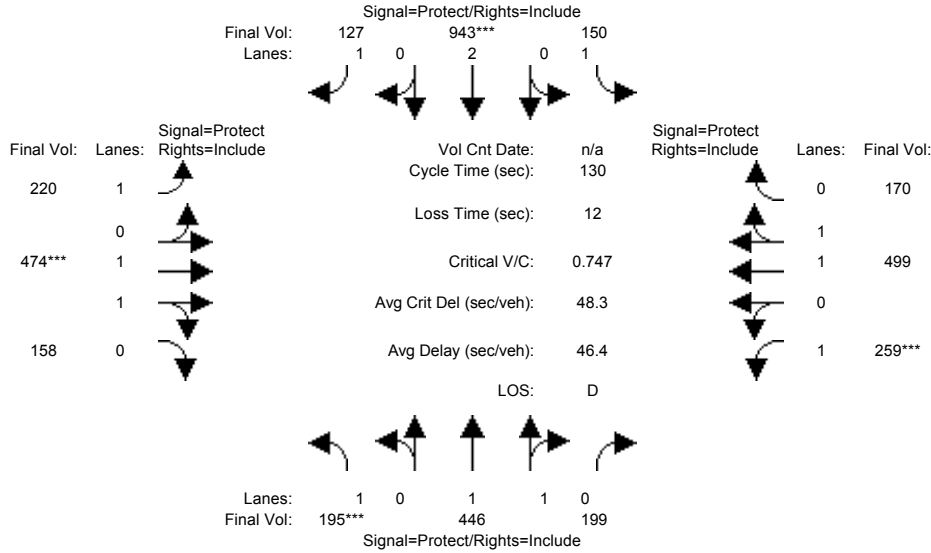 Signal=Protect/Rights=Include
Final Vol: 127 943*** 150
Lanes: 1 0 2 0 1
Signal=Protect Signal=Protect
Final Vol: Lanes: Rights=Include Vol Cnt Date: n/a Rights=Include Lanes: Final Vol:
Cycle Time (sec): 130
220 1 0 170
Loss Time (sec): 12
0 1
474*** 1 Critical V/C: 0.747 1 499
1 Avg Crit Del (sec/veh): 48.3 0
158 0 Avg Delay (sec/veh): 46.4 1 259***
LOS: D
Lanes: 1 0 1 1 0
Final Vol: 195*** 446 199
Signal=Protect/Rights=Include